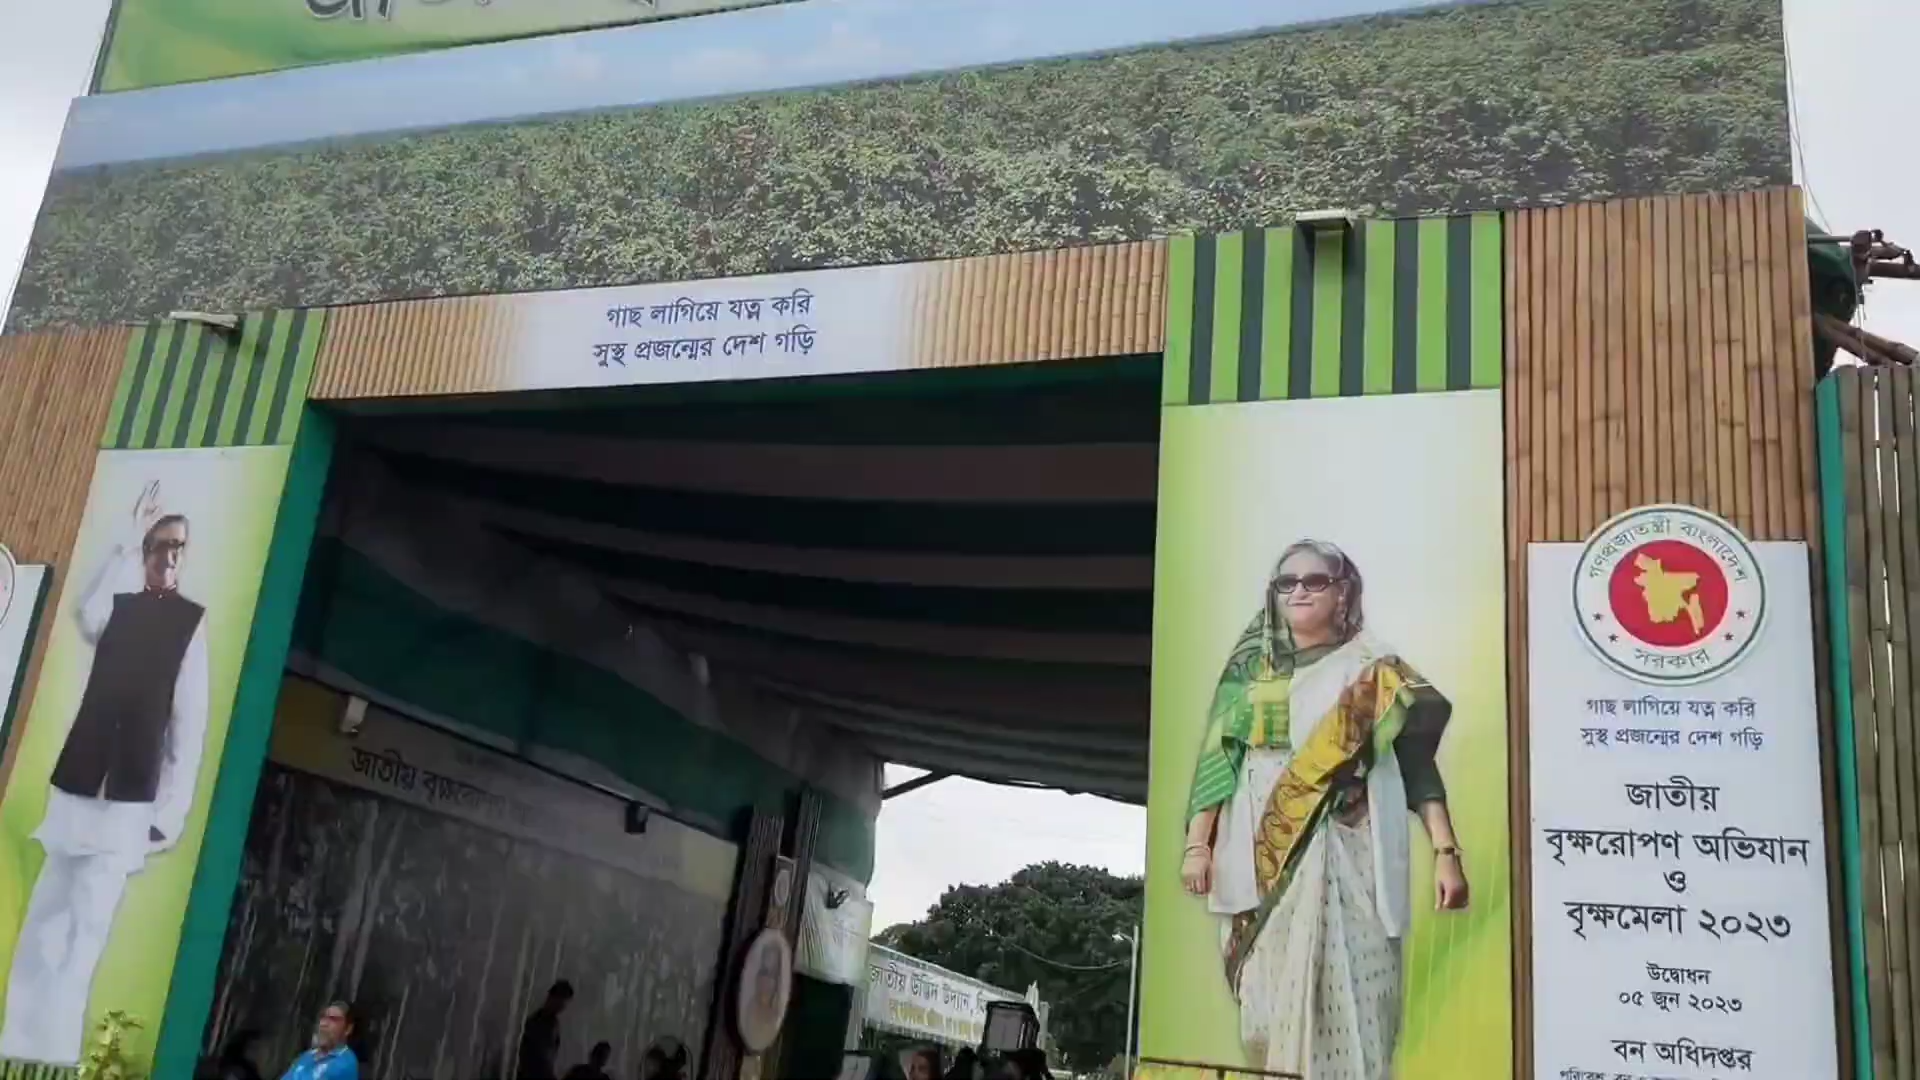 গাছ লাগিয়ে যত্ন করি
সুস্থ প্রজন্মের দেশ গড়ি
জাতীয়
জাতীয় উদ্ভিদ উদ্যান
গণপ্রজাতন্ত্রী বাংলাদেশ
সরকার
গাছ লাগিয়ে যত্ন করি
সুস্থ প্রজন্মের দেশ গড়ি
জাতীয়
বৃক্ষরোপণ অভিযান
ও
বৃক্ষমেলা ২০২৩
উদ্বোধন
০৫ জুন ২০২৩
বন অধিদপ্তর